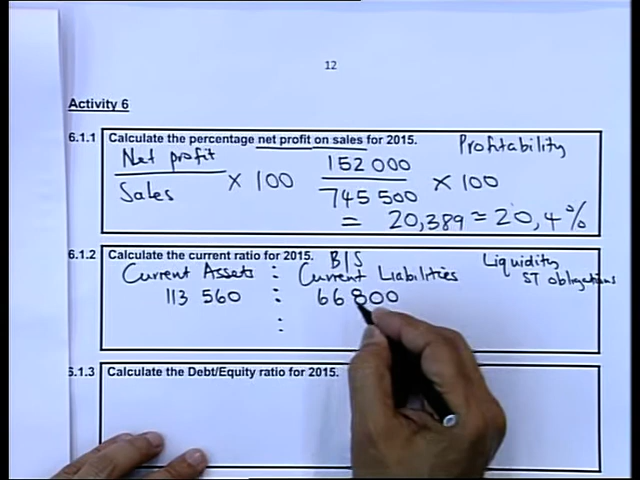 12
Activity 6
6.1.1 Calculate the percentage net profit on sales for 2015. Profitability
Net profit / Sales × 100 152 000 / 745 500 × 100
= 20,389 ≈ 20,4%
6.1.2 Calculate the current ratio for 2015. B/S Liquidity
Current Assets : Current Liabilities ST obligations
113 560 : 66 800
:
6.1.3 Calculate the Debt/Equity ratio for 2015.